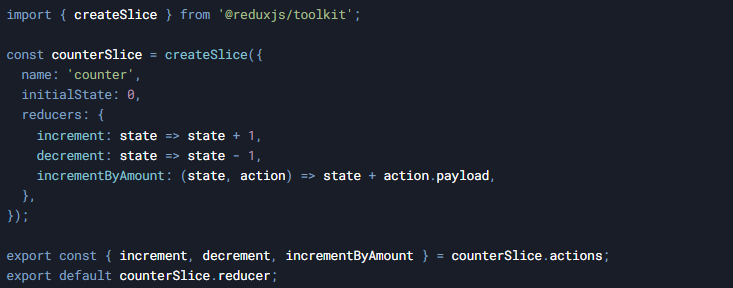 import { createSlice } from '@reduxjs/toolkit';

const counterSlice = createSlice({
  name: 'counter',
  initialState: 0,
  reducers: {
    increment: state => state + 1,
    decrement: state => state - 1,
    incrementByAmount: (state, action) => state + action.payload,
  },
});

export const { increment, decrement, incrementByAmount } = counterSlice.actions;
export default counterSlice.reducer;